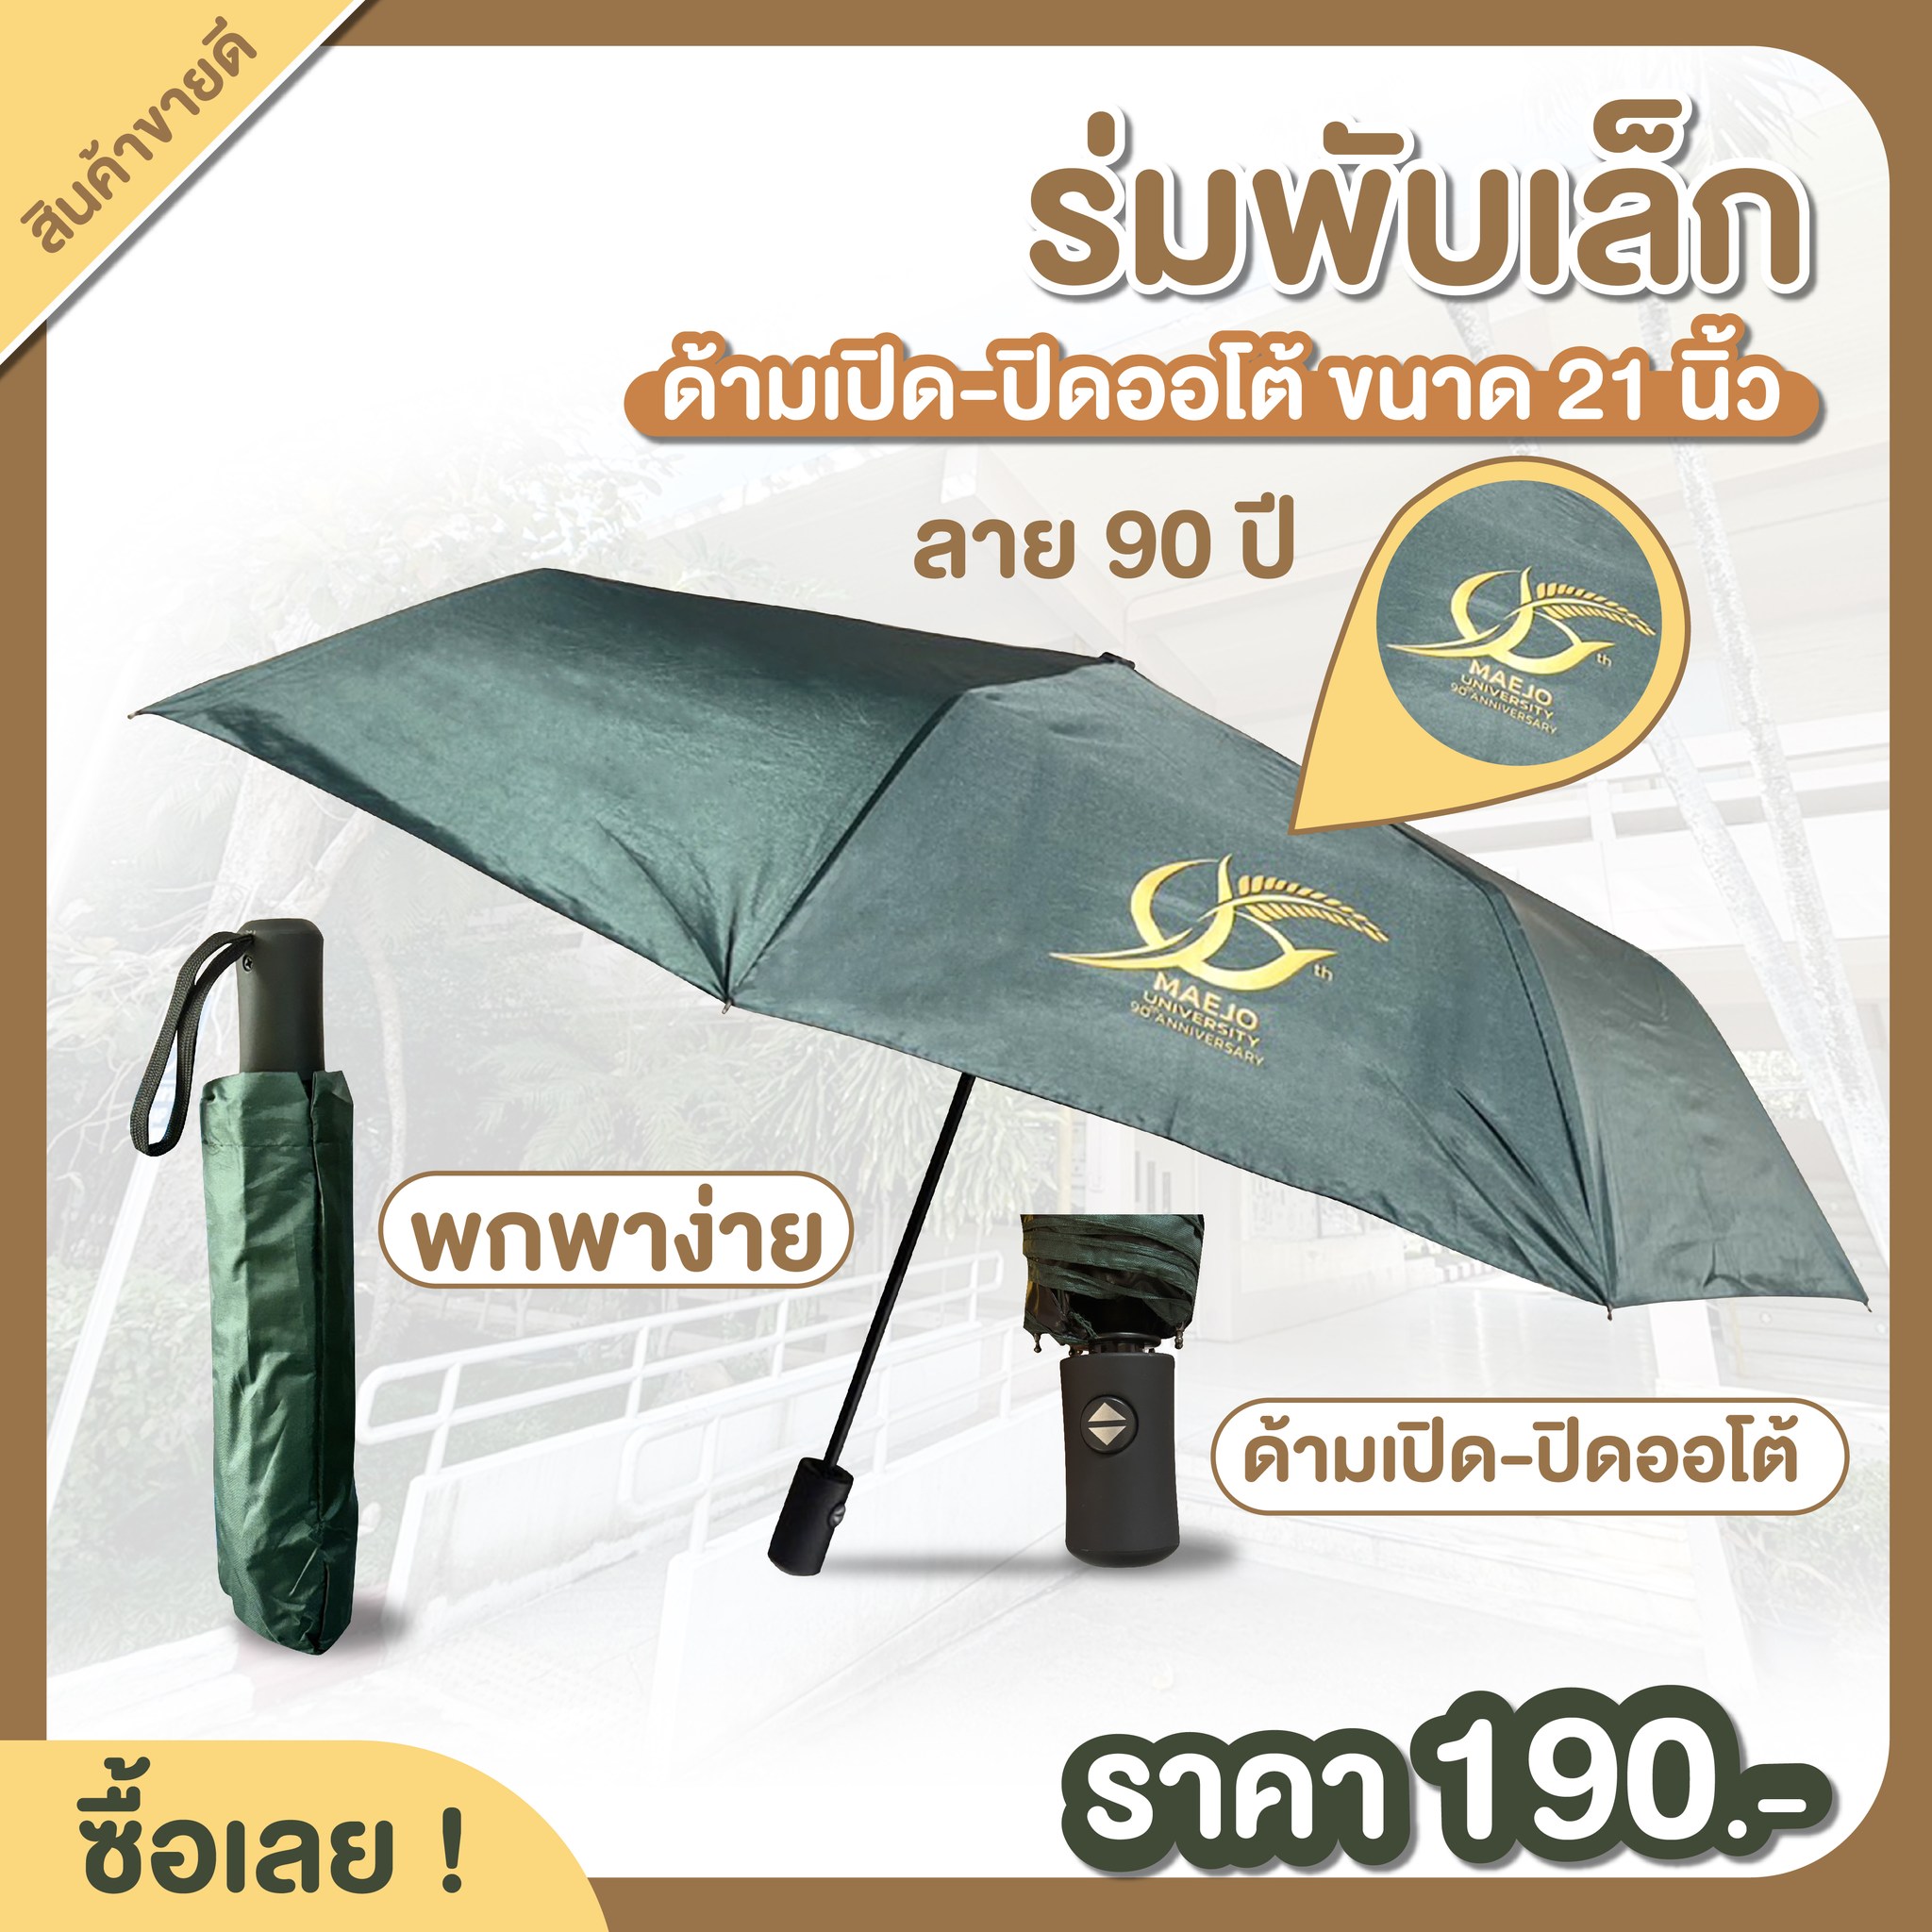 สินค้าขายดี
ร่มพับเล็ก
ด้ามเปิด-ปิดออโต้ ขนาด 21 นิ้ว
ลาย 90 ปี
th
MAEJO
UNIVERSITY
90th ANNIVERSARY
th
MAEJO
UNIVERSITY
90th ANNIVERSARY
พกพาง่าย
ด้ามเปิด-ปิดออโต้
ราคา 190.-
ซื้อเลย !